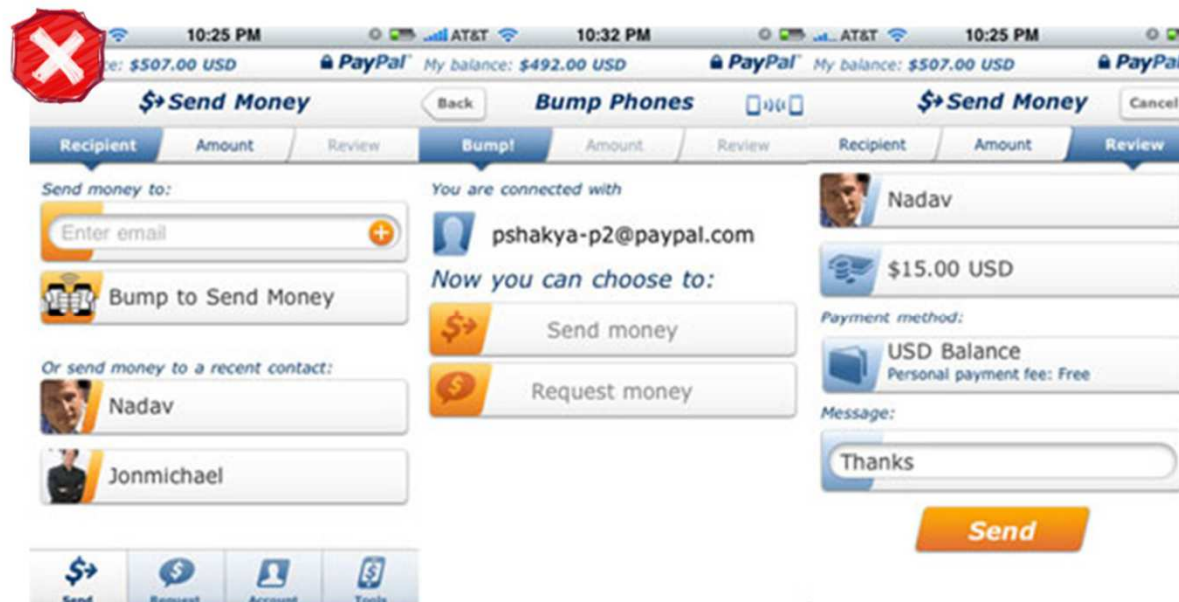 10:25 PM
ce: $507.00 USD PayPal
$ Send Money
Recipient Amount Review
Send money to:
Enter email
Bump to Send Money
Or send money to a recent contact:
Nadav
Jonmichael
Send Request Account Tools
AT&T 10:32 PM
My balance: $492.00 USD PayPal
Back Bump Phones
Bump! Amount Review
You are connected with
pshakya-p2@paypal.com
Now you can choose to:
$ Send money
$ Request money
AT&T 10:25 PM
My balance: $507.00 USD PayPal
$ Send Money Cancel
Recipient Amount Review
Nadav
$15.00 USD
Payment method:
USD Balance
Personal payment fee: Free
Message:
Thanks
Send